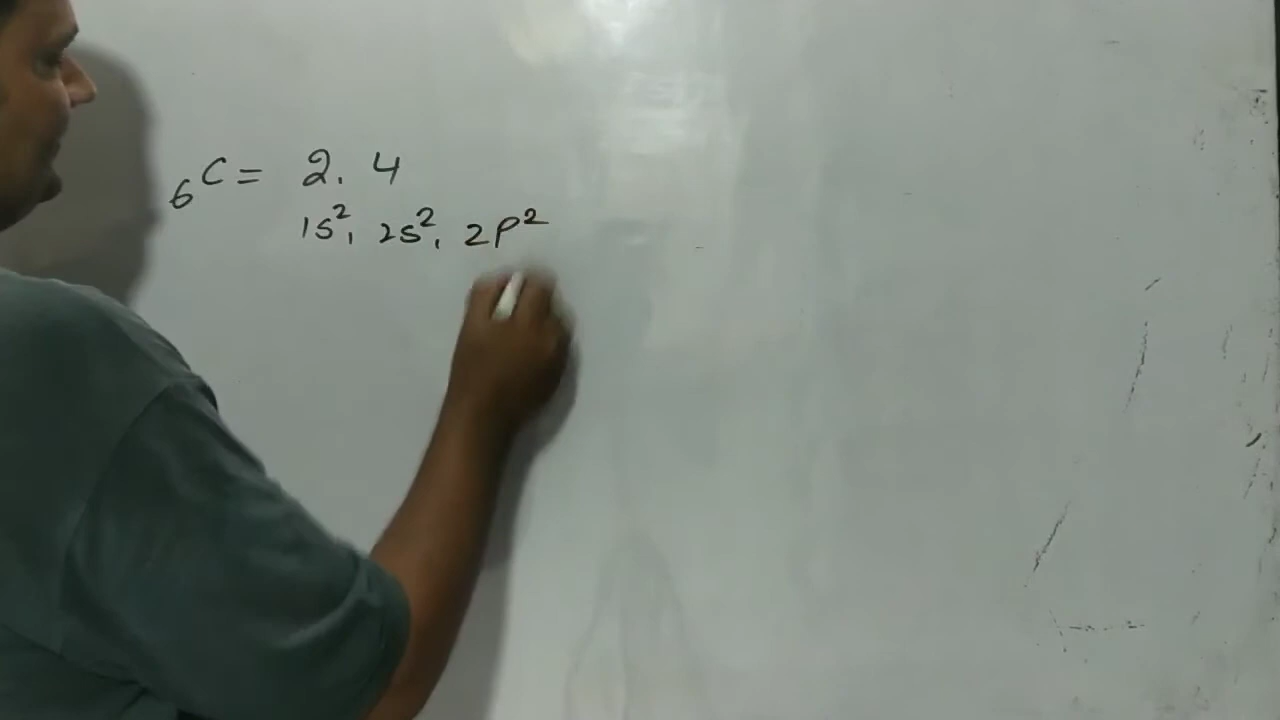 ₆C = 2. 4
1s², 2s², 2p²